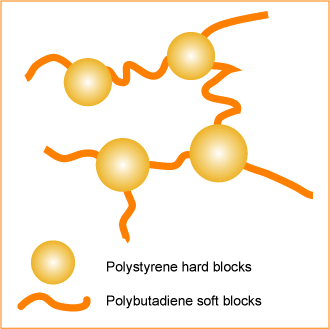 Polystyrene hard blocks
Polybutadiene soft blocks